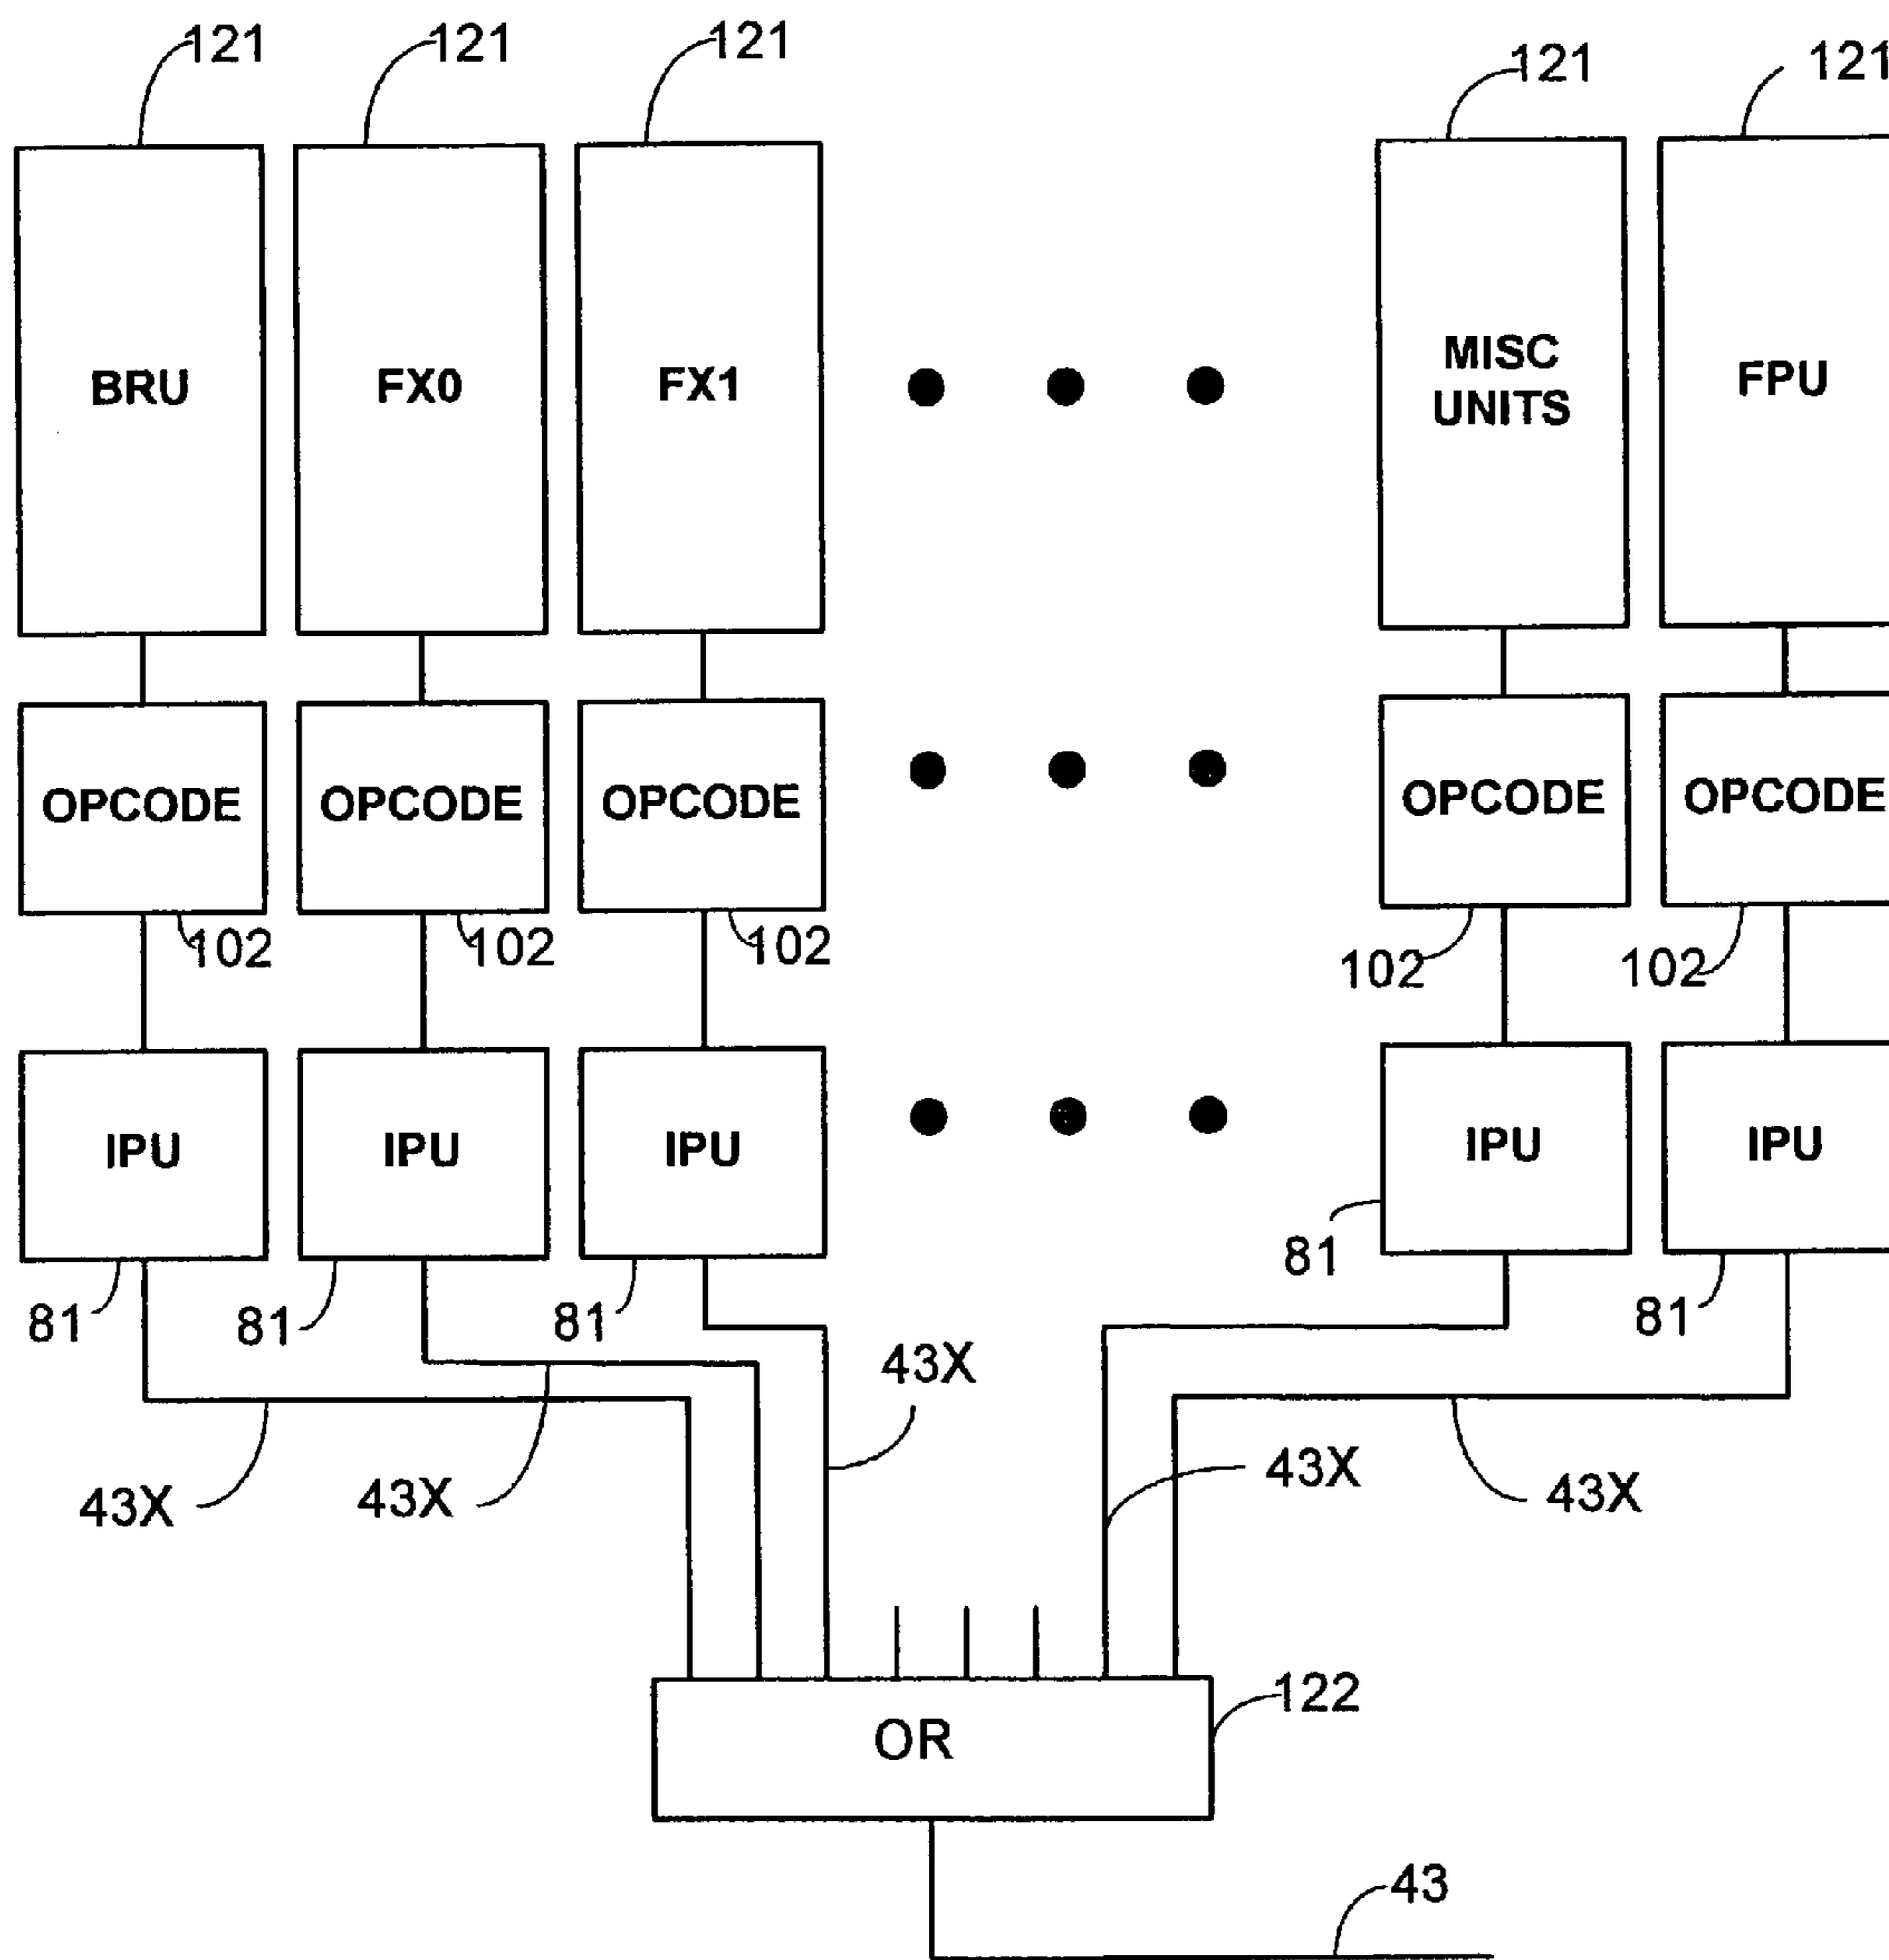 121 121 121 121 121
BRU FX0 FX1 MISC UNITS FPU
OPCODE OPCODE OPCODE OPCODE OPCODE
102 102 102 102 102
IPU IPU IPU IPU IPU
81 81 81 81 81
43X 43X 43X 43X 43X
OR 122
43